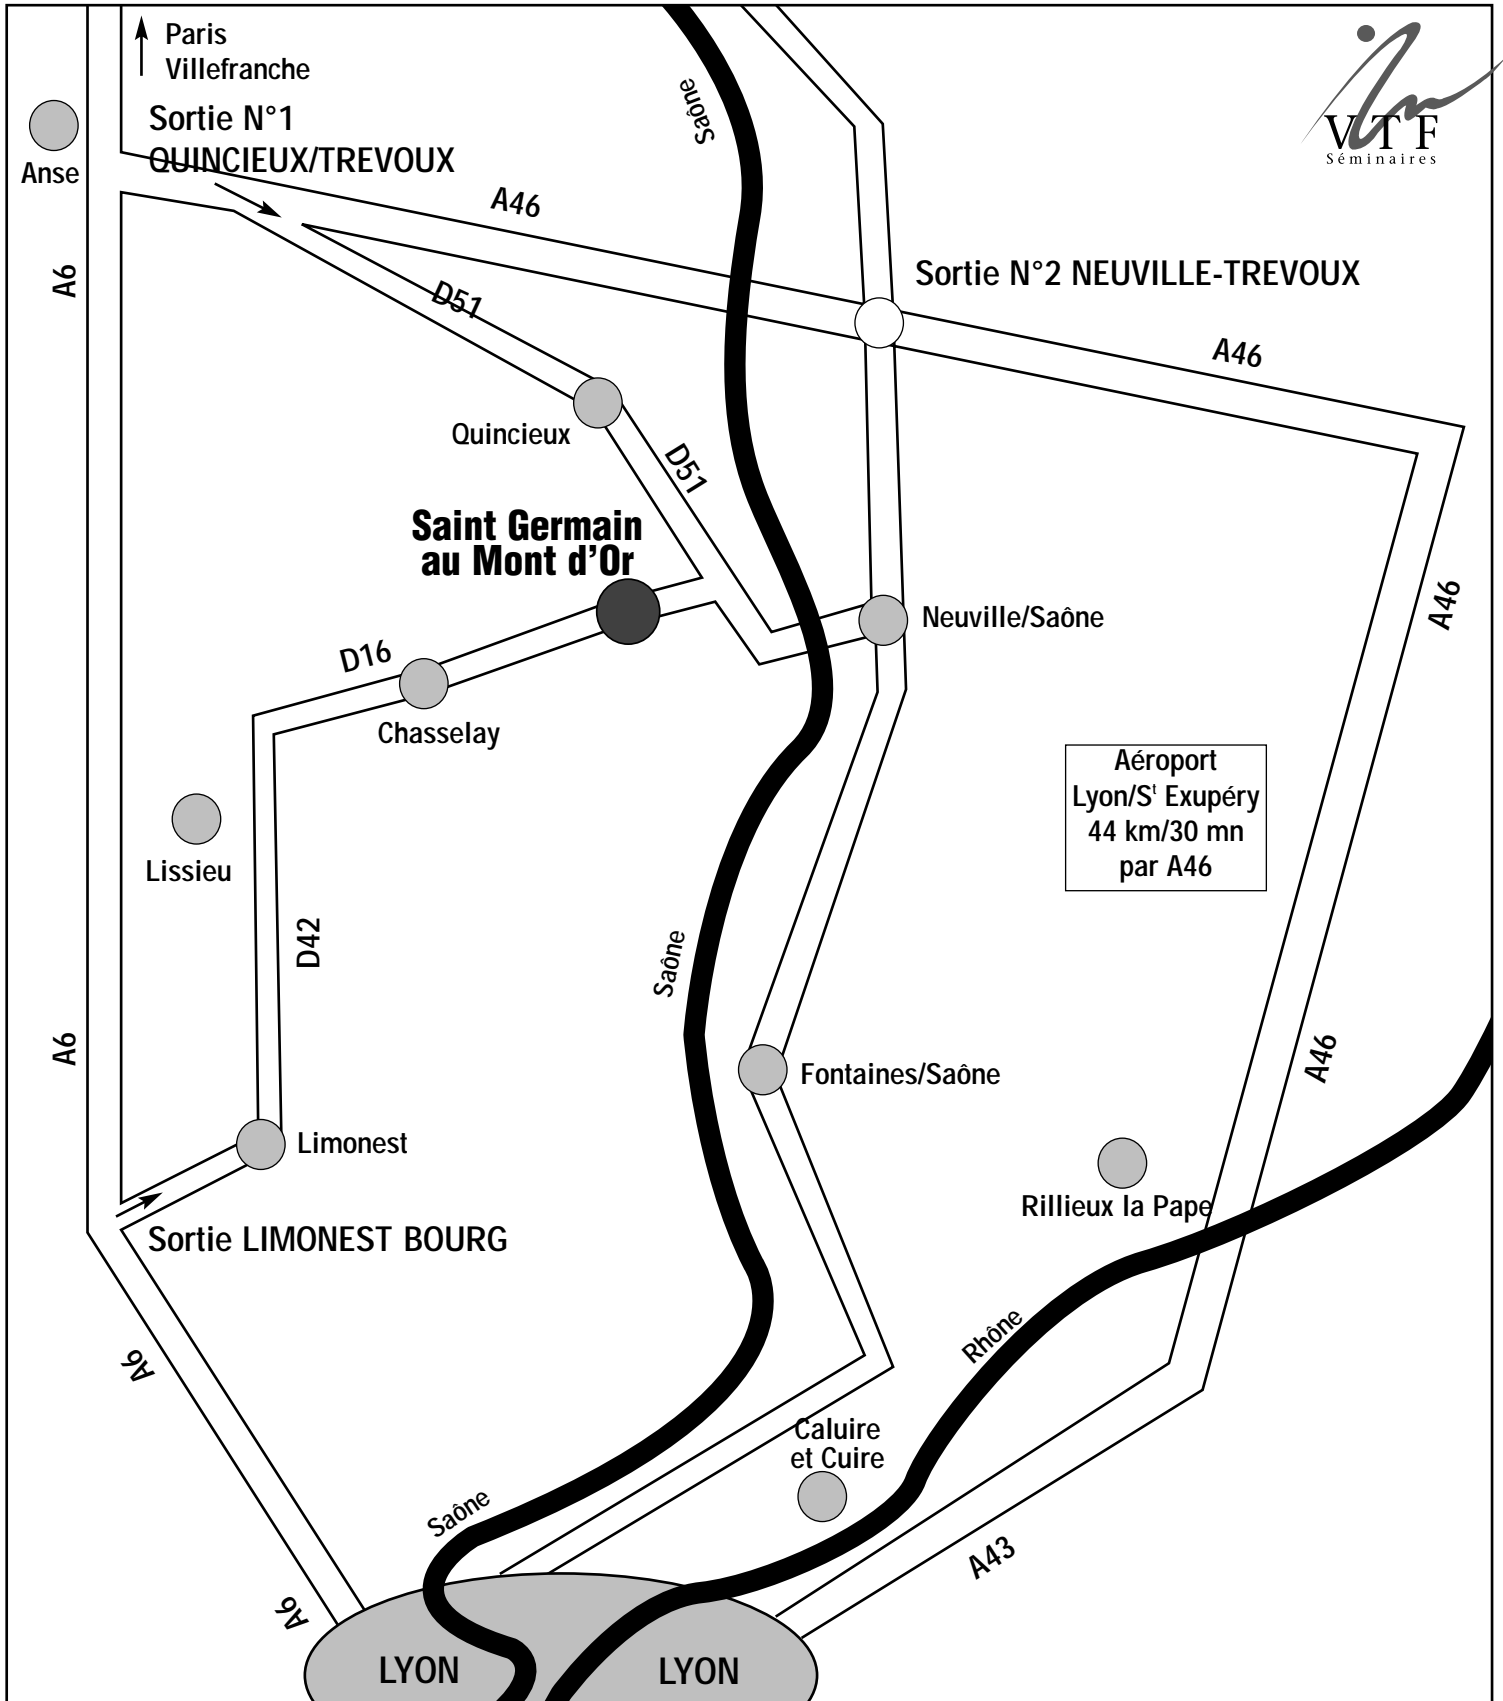 Paris
Villefranche
Sortie N°1
QUINCIEUX/TREVOUX
Anse
Saône
VTF
Séminaires
A46
A6
D51
Sortie N°2 NEUVILLE-TREVOUX
A46
Quincieux
D51
Saint Germain
au Mont d'Or
A46
Neuville/Saône
D16
Chasselay
Aéroport
Lyon/St Exupéry
44 km/30 mn
par A46
Lissieu
D42
Saône
A6
A46
Fontaines/Saône
Limonest
Rillieux la Pape
Sortie LIMONEST BOURG
Rhône
A6
Caluire
et Cuire
Saône
A43
A6
LYON
LYON